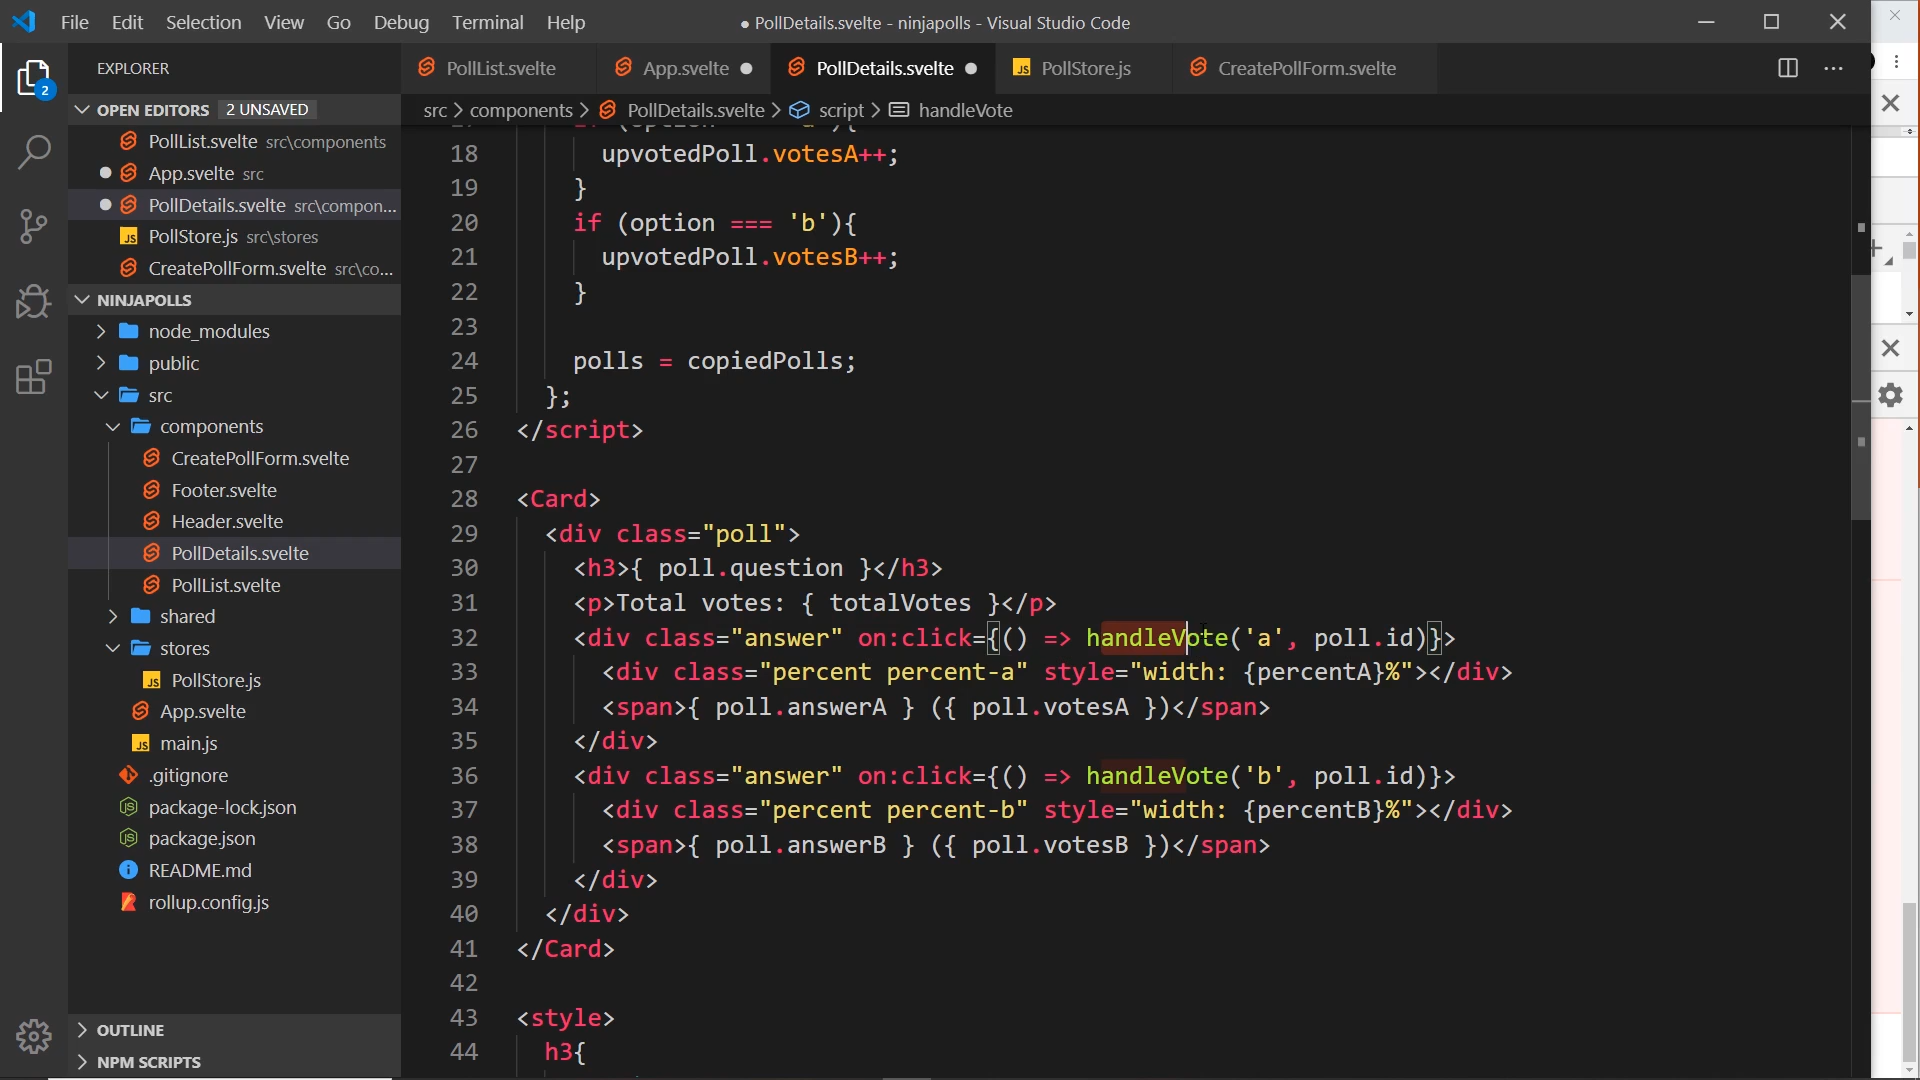 File Edit Selection View Go Debug Terminal Help
● PollDetails.svelte - ninjapolls - Visual Studio Code
EXPLORER
OPEN EDITORS 2 UNSAVED
PollList.svelte src\components
App.svelte src
PollDetails.svelte src\compon...
JS PollStore.js src\stores
CreatePollForm.svelte src\co...
NINJAPOLLS
node_modules
public
src
components
CreatePollForm.svelte
Footer.svelte
Header.svelte
PollDetails.svelte
PollList.svelte
shared
stores
JS PollStore.js
App.svelte
JS main.js
.gitignore
package-lock.json
package.json
README.md
rollup.config.js
OUTLINE
NPM SCRIPTS
2
PollList.svelte App.svelte PollDetails.svelte JS PollStore.js CreatePollForm.svelte
src > components > PollDetails.svelte > script > handleVote
18 upvotedPoll.votesA++;
19 }
20 if (option === 'b'){
21 upvotedPoll.votesB++;
22 }
23
24 polls = copiedPolls;
25 };
26 </script>
27
28 <Card>
29 <div class="poll">
30 <h3>{ poll.question }</h3>
31 <p>Total votes: { totalVotes }</p>
32 <div class="answer" on:click={() => handleVote('a', poll.id)}>
33 <div class="percent percent-a" style="width: {percentA}%"></div>
34 <span>{ poll.answerA } ({ poll.votesA })</span>
35 </div>
36 <div class="answer" on:click={() => handleVote('b', poll.id)}>
37 <div class="percent percent-b" style="width: {percentB}%"></div>
38 <span>{ poll.answerB } ({ poll.votesB })</span>
39 </div>
40 </div>
41 </Card>
42
43 <style>
44 h3{